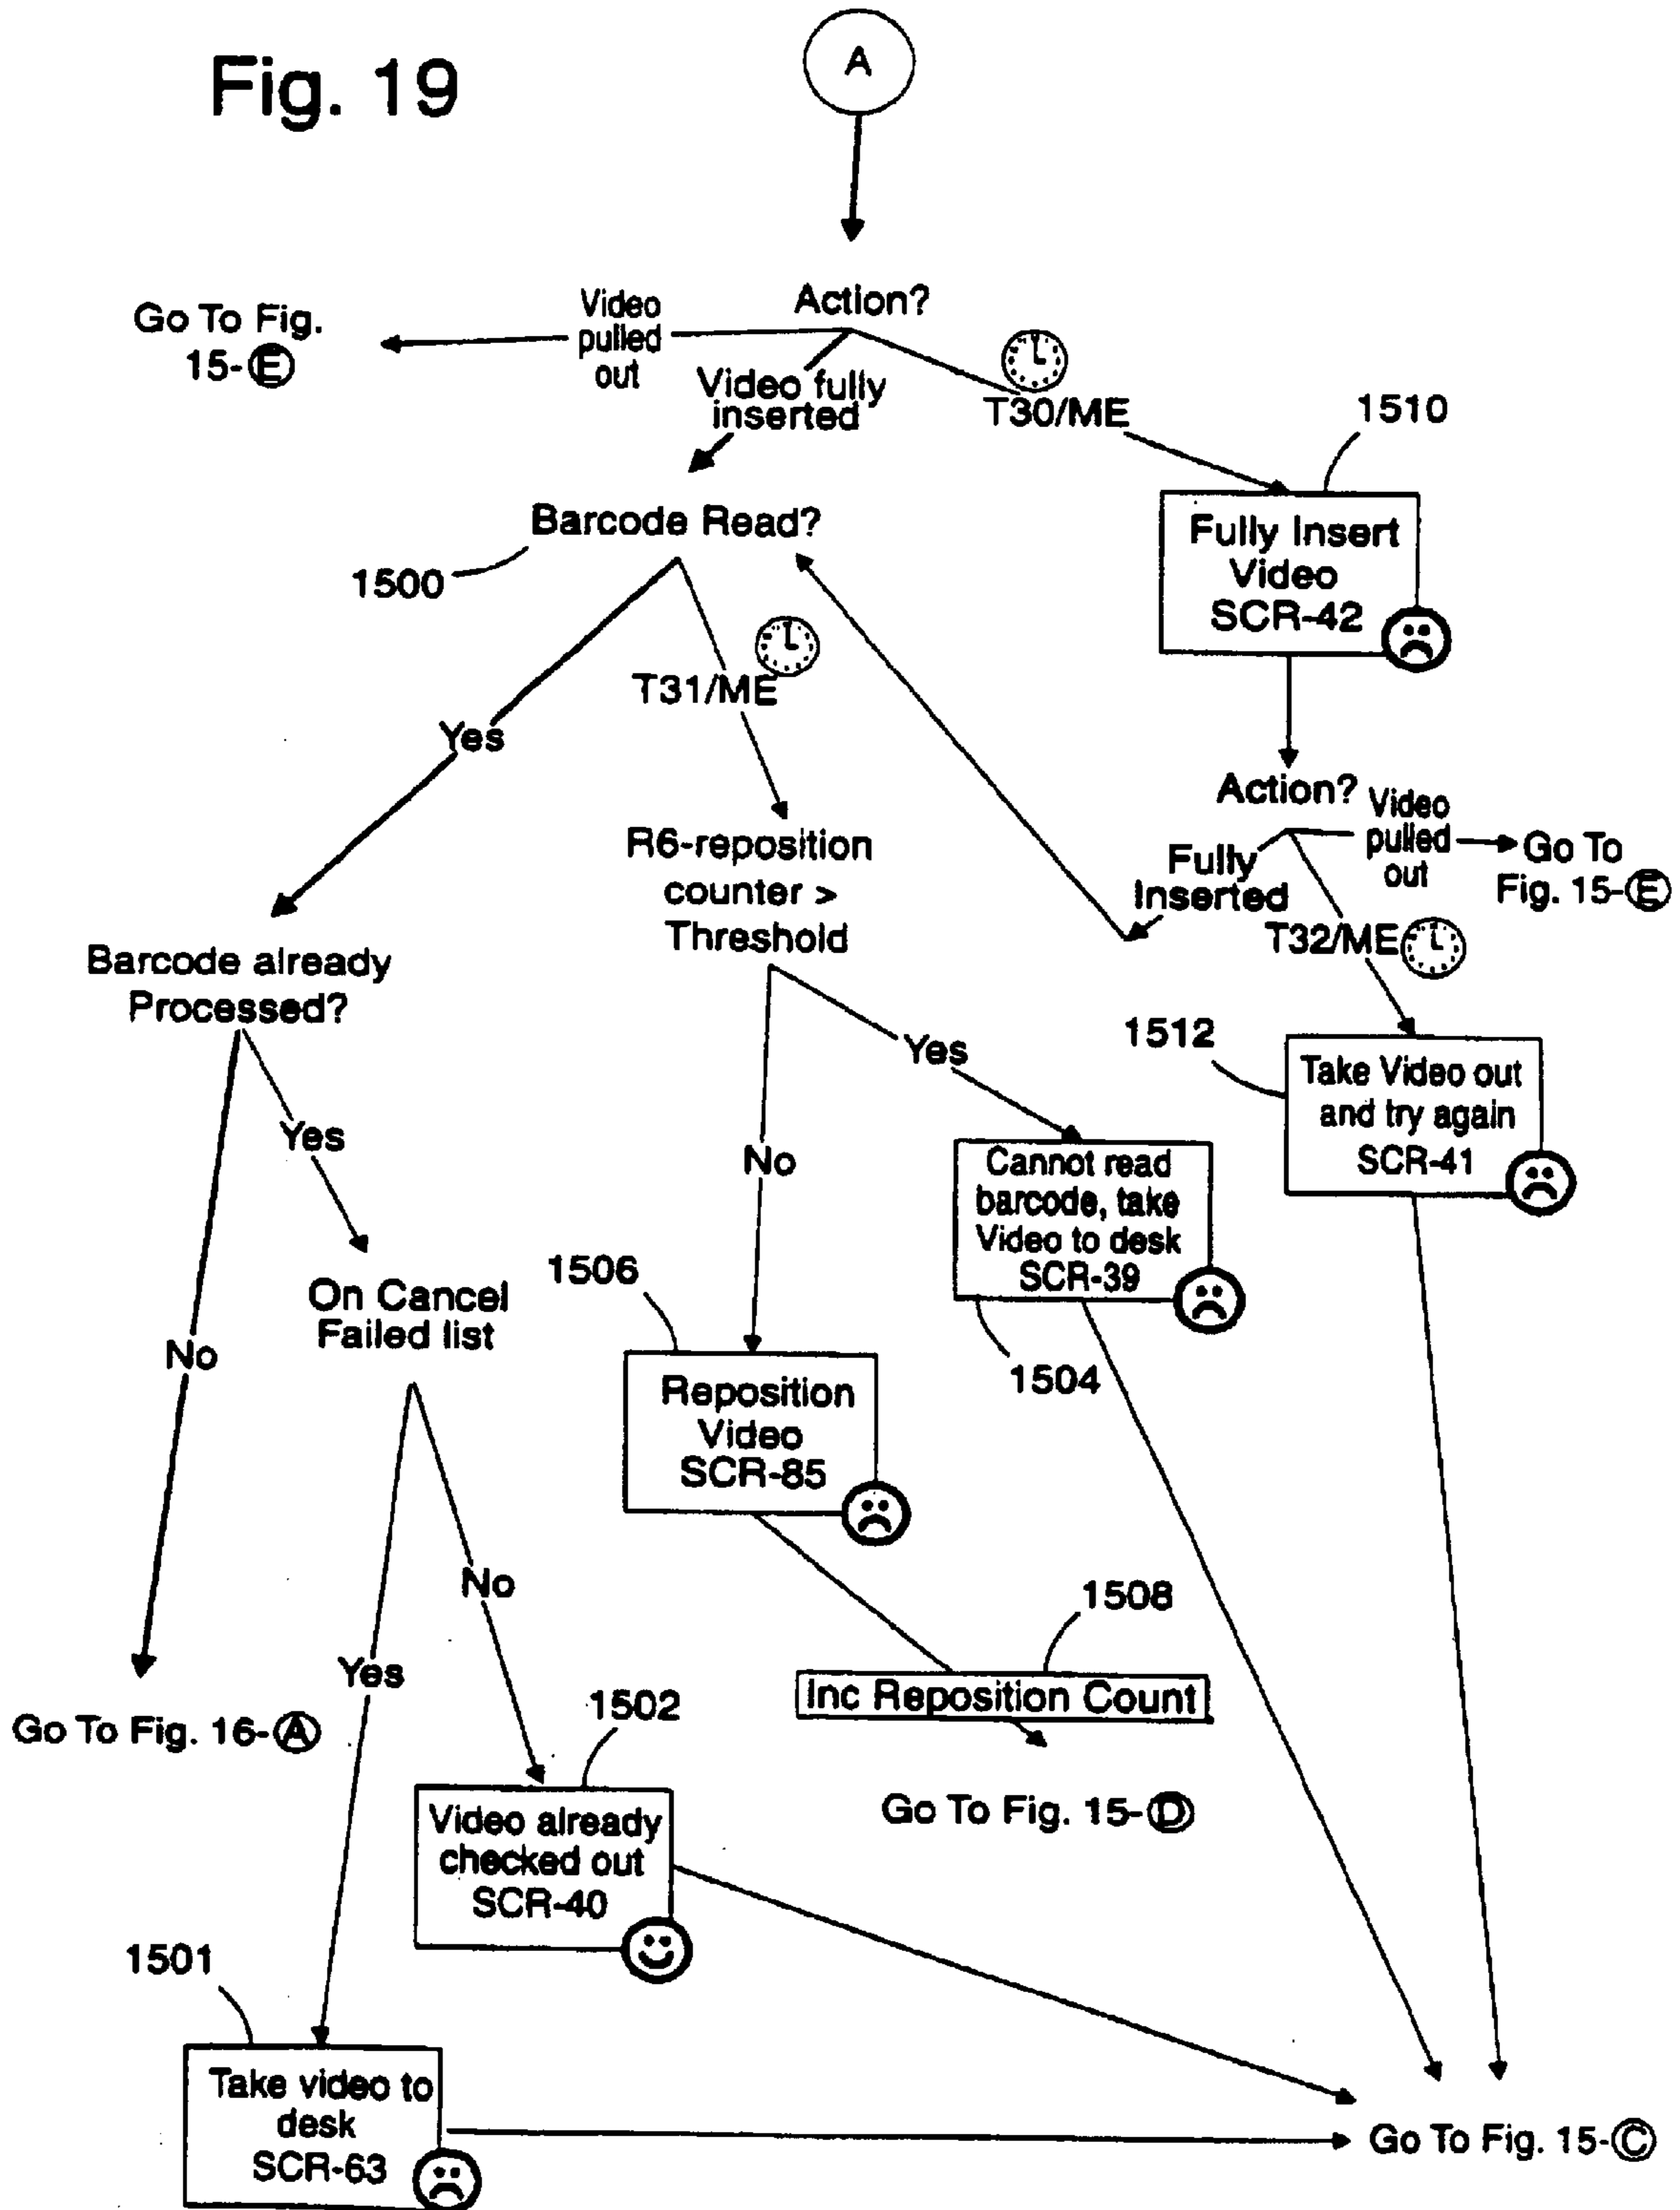 Fig. 19
A
Action?
Video
pulled
out
Go To Fig.
15-E
Video fully
inserted
T30/ME
1510
Barcode Read?
1500
Fully Insert
Video
SCR-42
T31/ME
Yes
Action?
Video
pulled
out
Go To
Fig. 15-E
Fully
Inserted
T32/ME
R6-reposition
counter >
Threshold
Barcode already
Processed?
1512
Take Video out
and try again
SCR-41
Yes
Yes
No
Cannot read
barcode, take
Video to desk
SCR-39
1504
On Cancel
Failed list
1506
No
Reposition
Video
SCR-85
No
1508
Yes
Inc Reposition Count
Go To Fig. 16-A
1502
Go To Fig. 15-D
Video already
checked out
SCR-40
1501
Take video to
desk
SCR-63
Go To Fig. 15-C